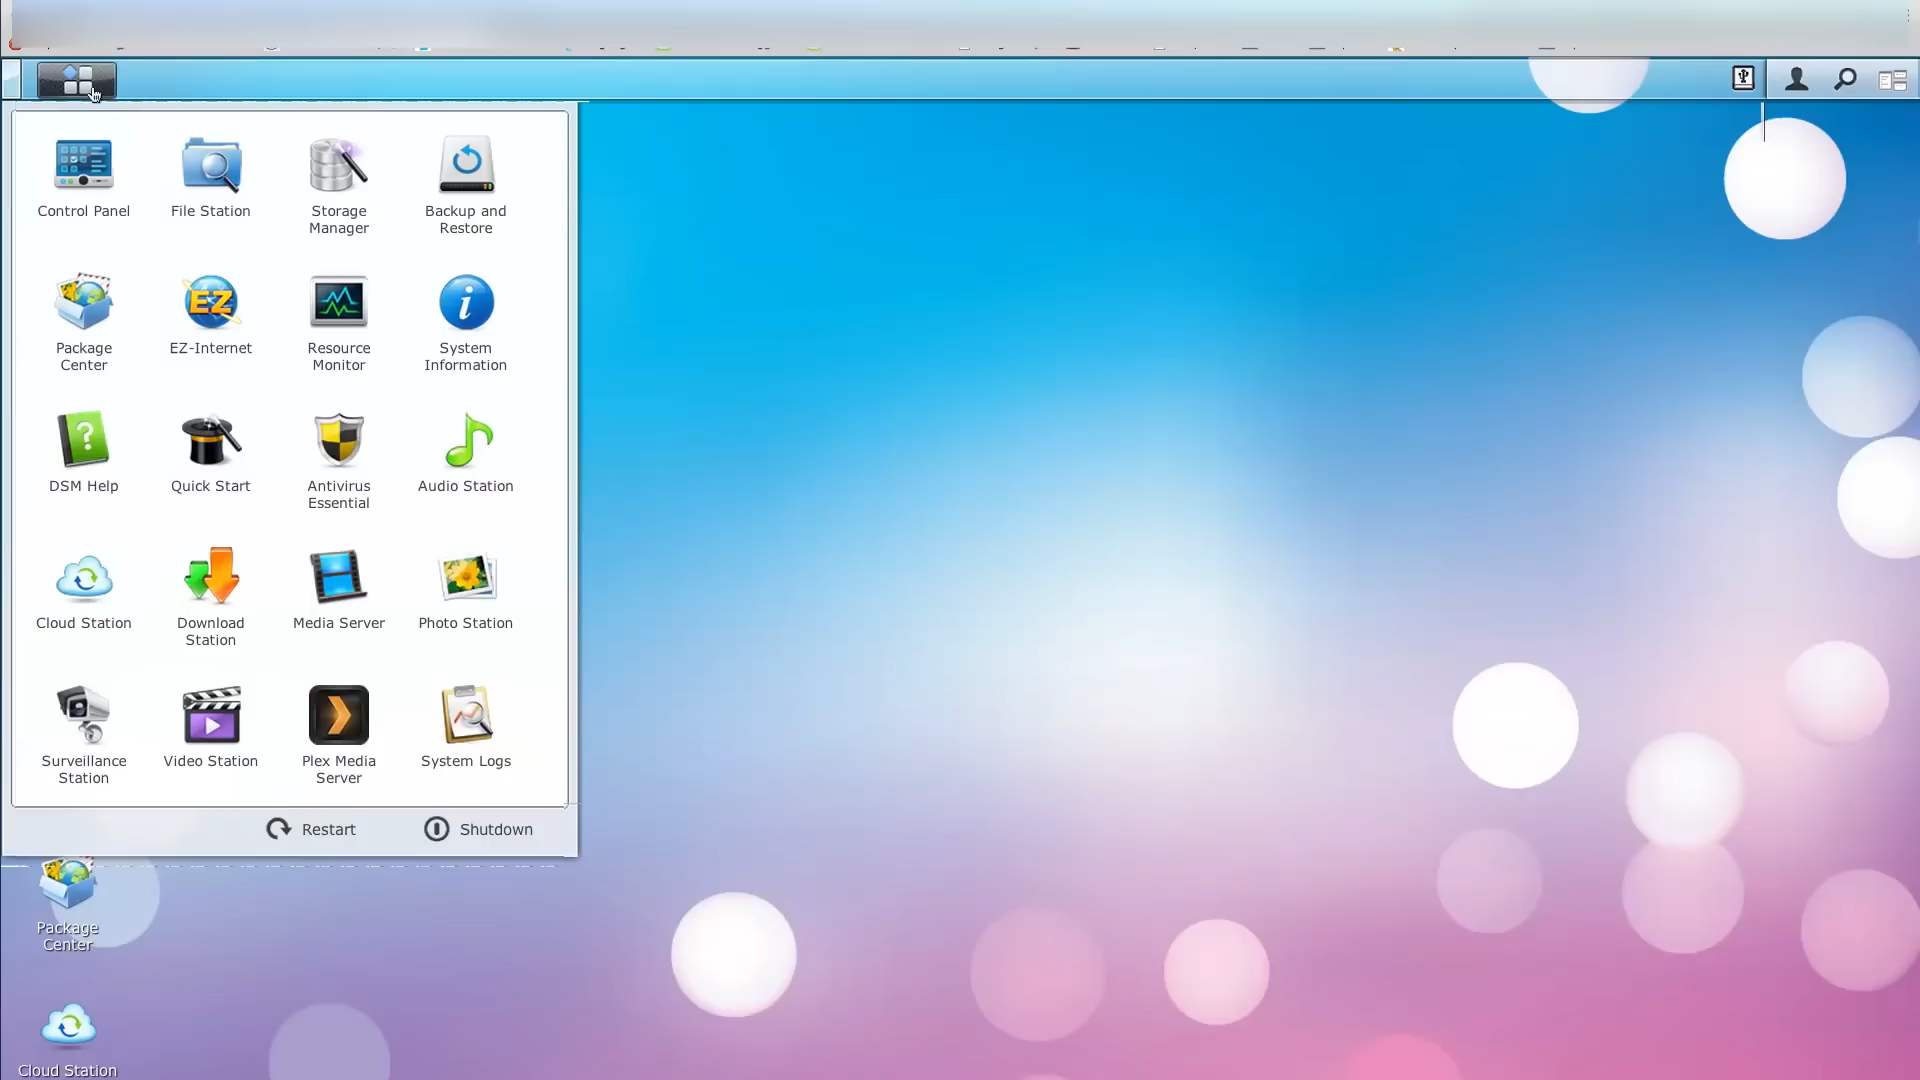 Control Panel
File Station
Storage
Manager
Backup and
Restore
Package
Center
EZ
EZ-Internet
Resource
Monitor
i
System
Information
?
DSM Help
Quick Start
Antivirus
Essential
Audio Station
Cloud Station
Download
Station
Media Server
Photo Station
Surveillance
Station
Video Station
Plex Media
Server
System Logs
Restart
Shutdown
Package
Center
Cloud Station